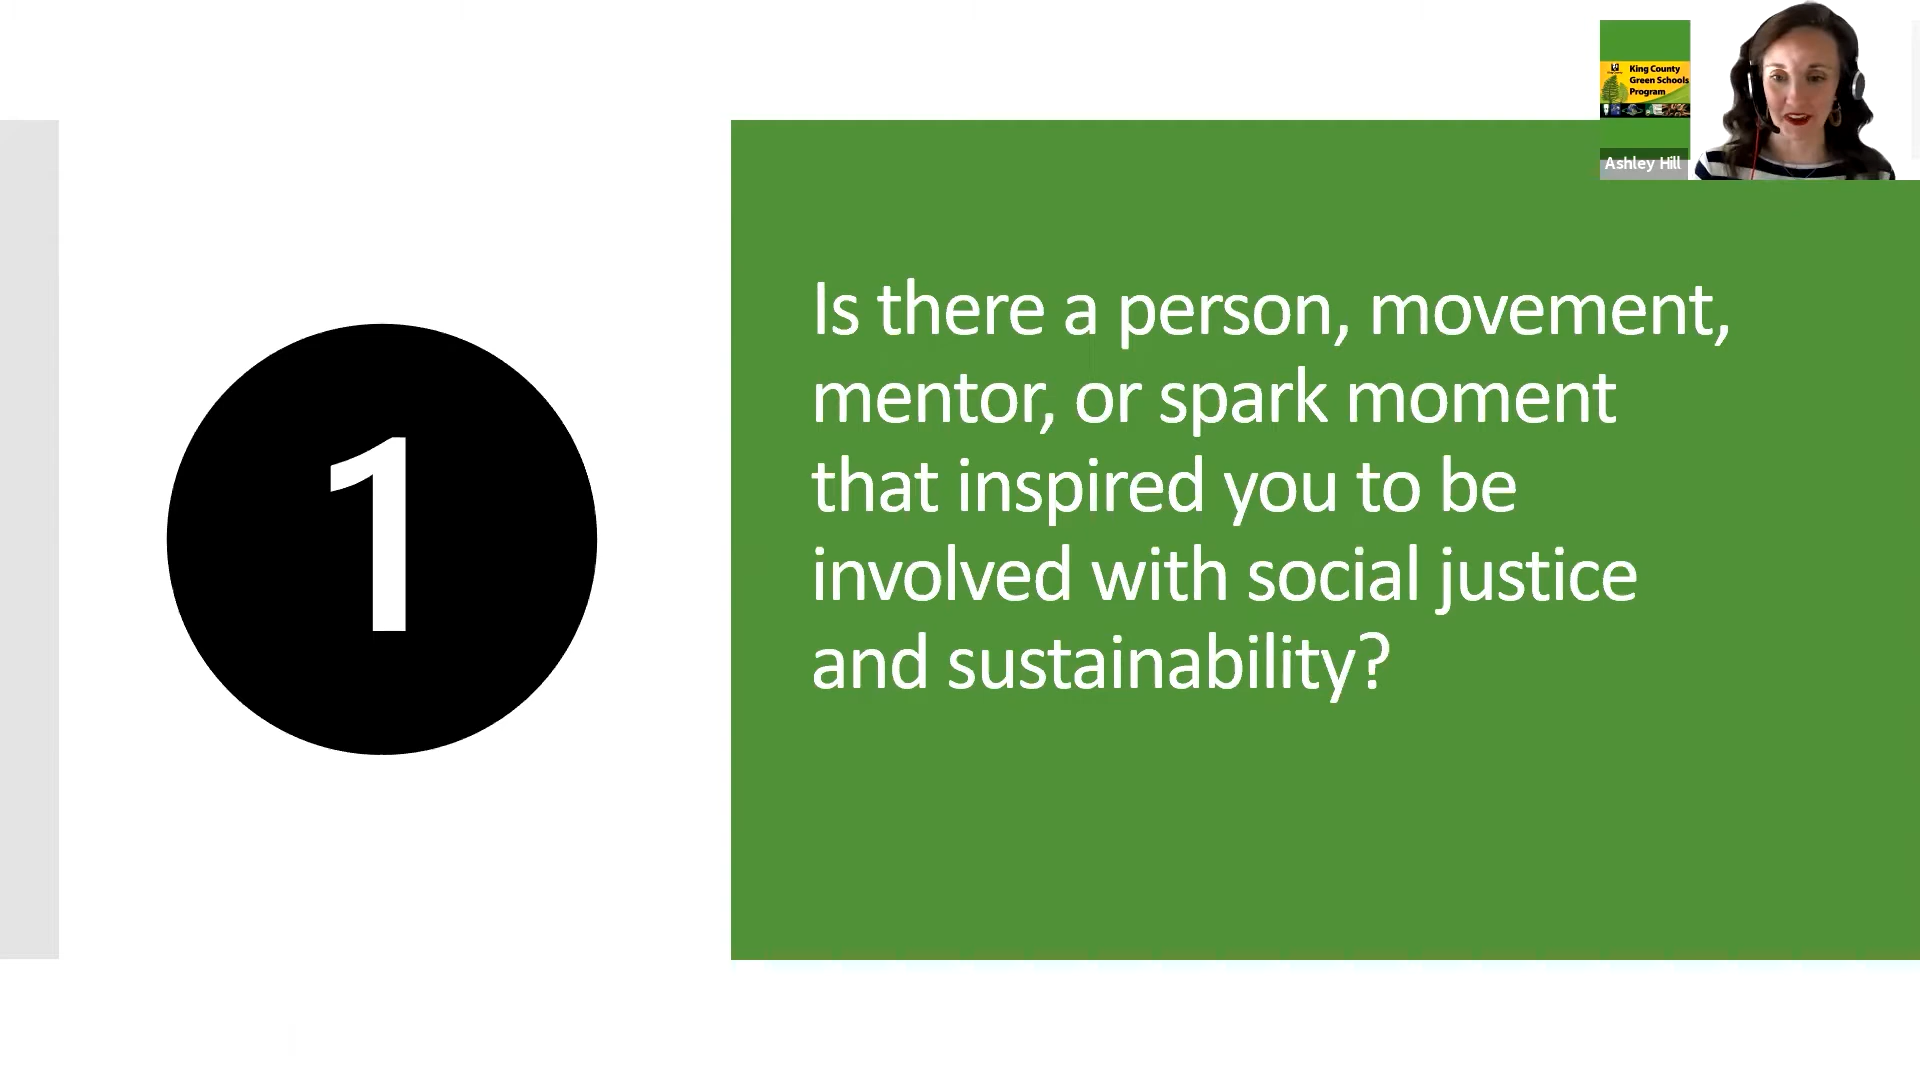 King County
Green Schools
Program
Ashley Hill
1
Is there a person, movement,
mentor, or spark moment
that inspired you to be
involved with social justice
and sustainability?